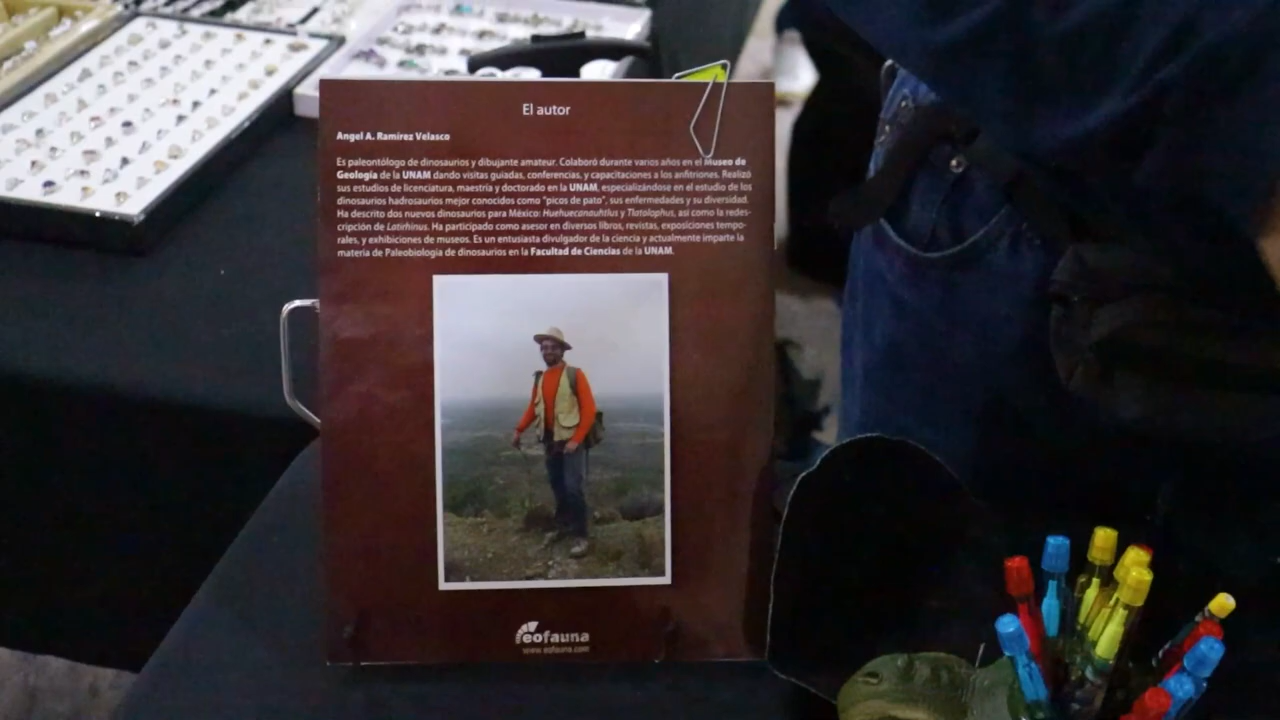 El autor
Angel A. Ramírez Velasco
Es paleontólogo de dinosaurios y dibujante amateur. Colaboró durante varios años en el Museo de
Geología de la UNAM dando visitas guiadas, conferencias, y capacitaciones a los anfitriones. Realizó
sus estudios de licenciatura, maestría y doctorado en la UNAM, especializándose en el estudio de los
dinosaurios hadrosaurios mejor conocidos como "picos de pato", sus enfermedades y su diversidad.
Ha descrito dos nuevos dinosaurios para México: Huehuecanauhtlus y Tlatolophus, así como la redes-
cripción de Latirhinus. Ha participado como asesor en diversos libros, revistas, exposiciones tempo-
rales, y exhibiciones de museos. Es un entusiasta divulgador de la ciencia y actualmente imparte la
materia de Paleobiología de dinosaurios en la Facultad de Ciencias de la UNAM.
eofauna
www.eofauna.com